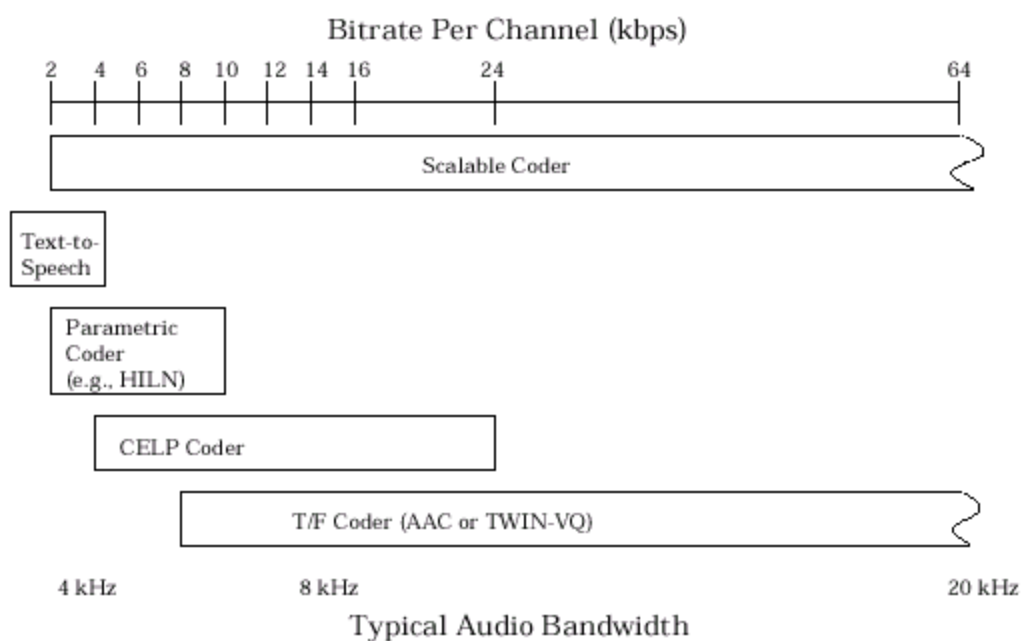 Bitrate Per Channel (kbps)
2 4 6 8 10 12 14 16 24 64
Scalable Coder
Text-to-
Speech
Parametric
Coder
(e.g., HILN)
CELP Coder
T/F Coder (AAC or TWIN-VQ)
4 kHz 8 kHz 20 kHz
Typical Audio Bandwidth